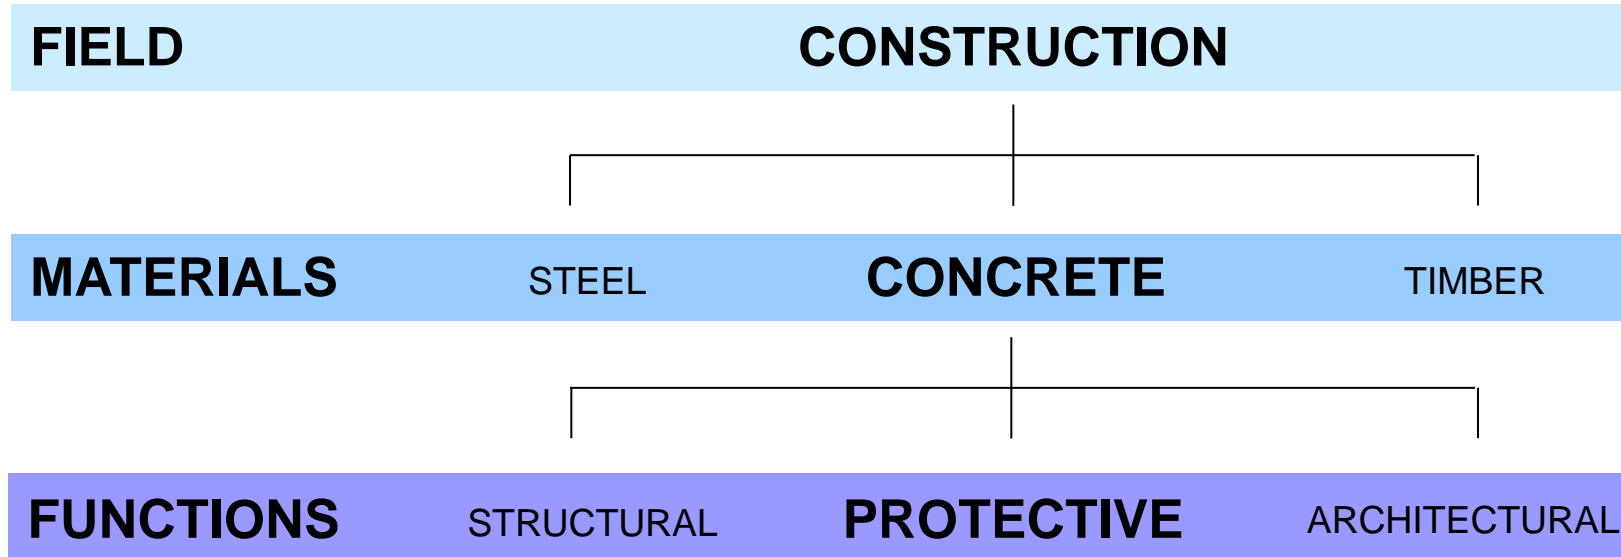 FIELD CONSTRUCTION
MATERIALS STEEL CONCRETE TIMBER
FUNCTIONS STRUCTURAL PROTECTIVE ARCHITECTURAL